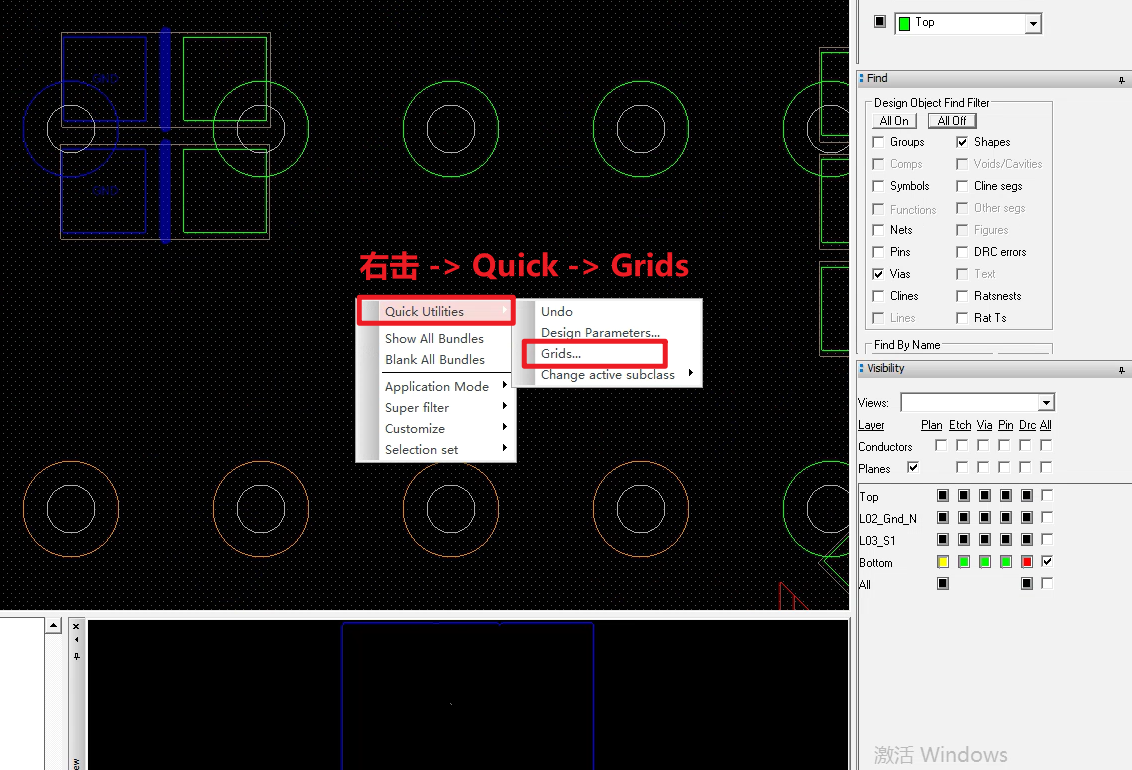 Top
Find
Design Object Find Filter
All On
All Off
Groups
Shapes
Comps
Voids/Cavities
Symbols
Cline segs
Functions
Other segs
Nets
Figures
Pins
DRC errors
Vias
Text
Clines
Ratsnests
Lines
Rat Ts
Find By Name
GND
GND
右击 -> Quick -> Grids
Quick Utilities
Show All Bundles
Blank All Bundles
Application Mode
Super filter
Customize
Selection set
Undo
Design Parameters...
Grids...
Change active subclass
Visibility
Views:
Layer Plan Etch Via Pin Drc All
Conductors
Planes
Top
L02_Gnd_N
L03_S1
Bottom
All
激活 Windows